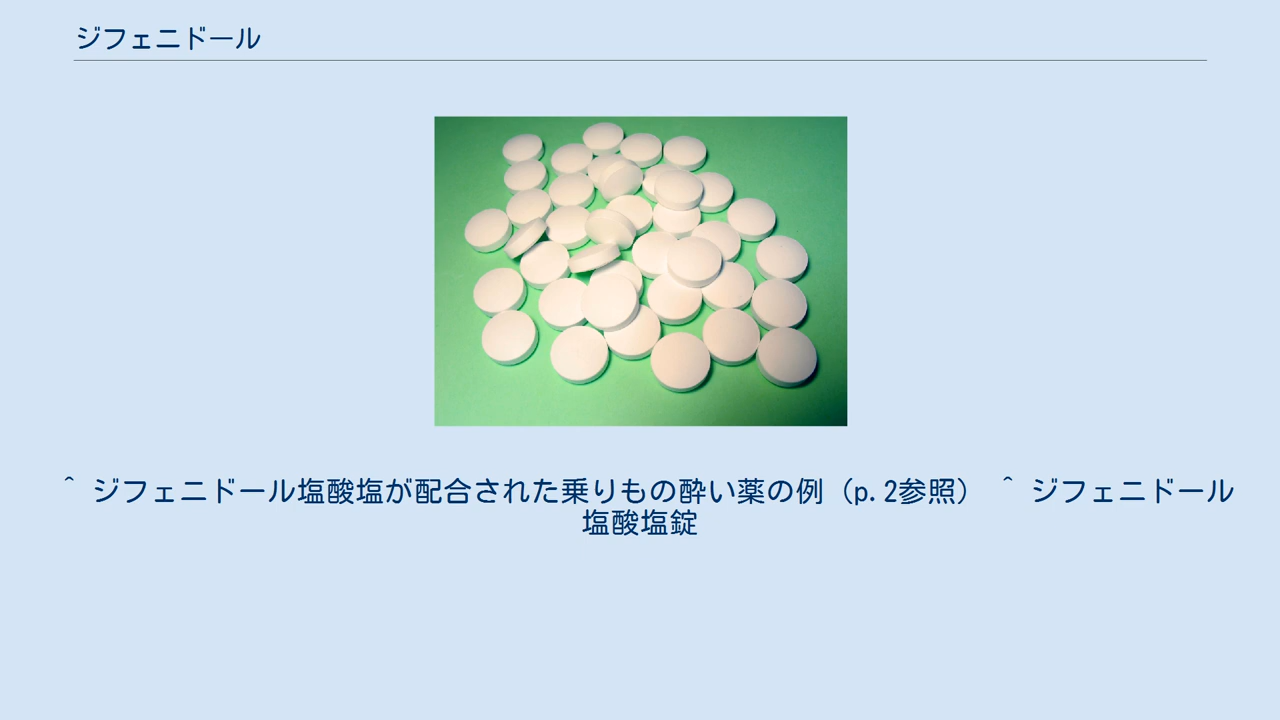 ジフェニドール
^ ジフェニドール塩酸塩が配合された乗りもの酔い薬の例（p.2参照） ^ ジフェニドール
塩酸塩錠